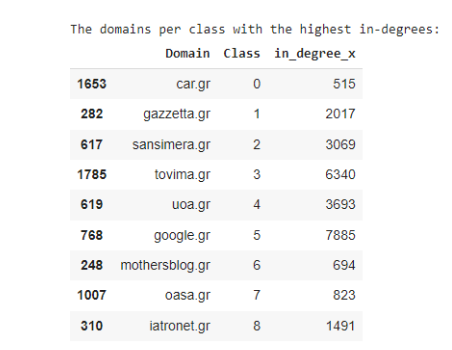 The domains per class with the highest in-degrees:
Domain Class in_degree_x
1653 car.gr 0 515
282 gazzetta.gr 1 2017
617 sansimera.gr 2 3069
1785 tovima.gr 3 6340
619 uoa.gr 4 3693
768 google.gr 5 7885
248 mothersblog.gr 6 694
1007 oasa.gr 7 823
310 iatronet.gr 8 1491